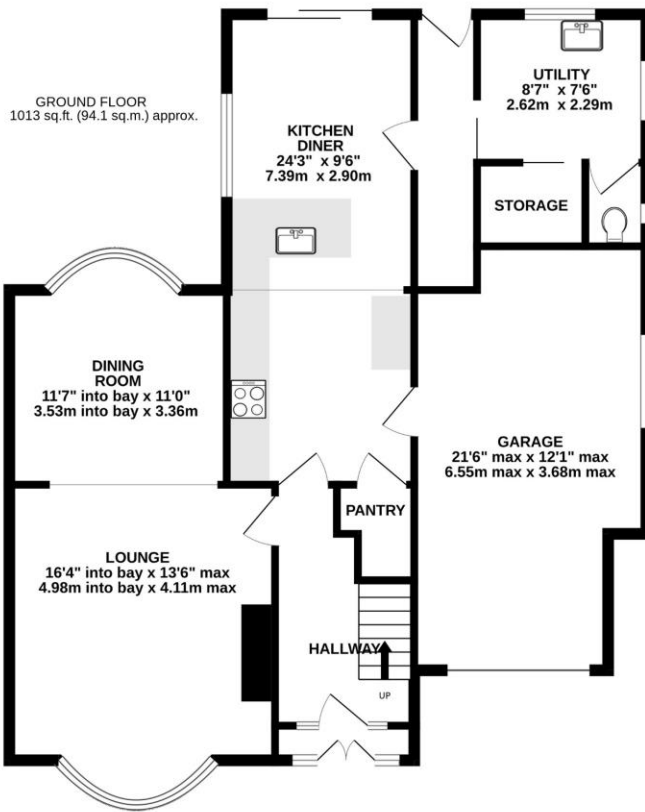 GROUND FLOOR
1013 sq.ft. (94.1 sq.m.) approx.
KITCHEN
DINER
24'3" x 9'6"
7.39m x 2.90m
UTILITY
8'7" x 7'6"
2.62m x 2.29m
STORAGE
DINING
ROOM
11'7" into bay x 11'0"
3.53m into bay x 3.36m
GARAGE
21'6" max x 12'1" max
6.55m max x 3.68m max
PANTRY
LOUNGE
16'4" into bay x 13'6" max
4.98m into bay x 4.11m max
HALLWAY
UP